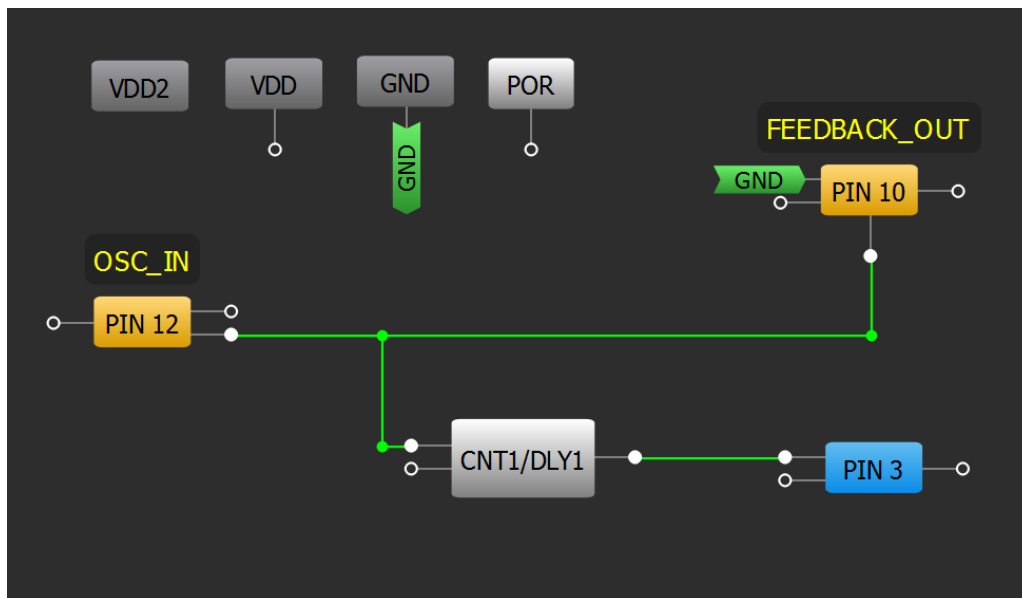 VDD2
VDD
GND
POR
GND
FEEDBACK_OUT
GND
PIN 10
OSC_IN
PIN 12
CNT1/DLY1
PIN 3